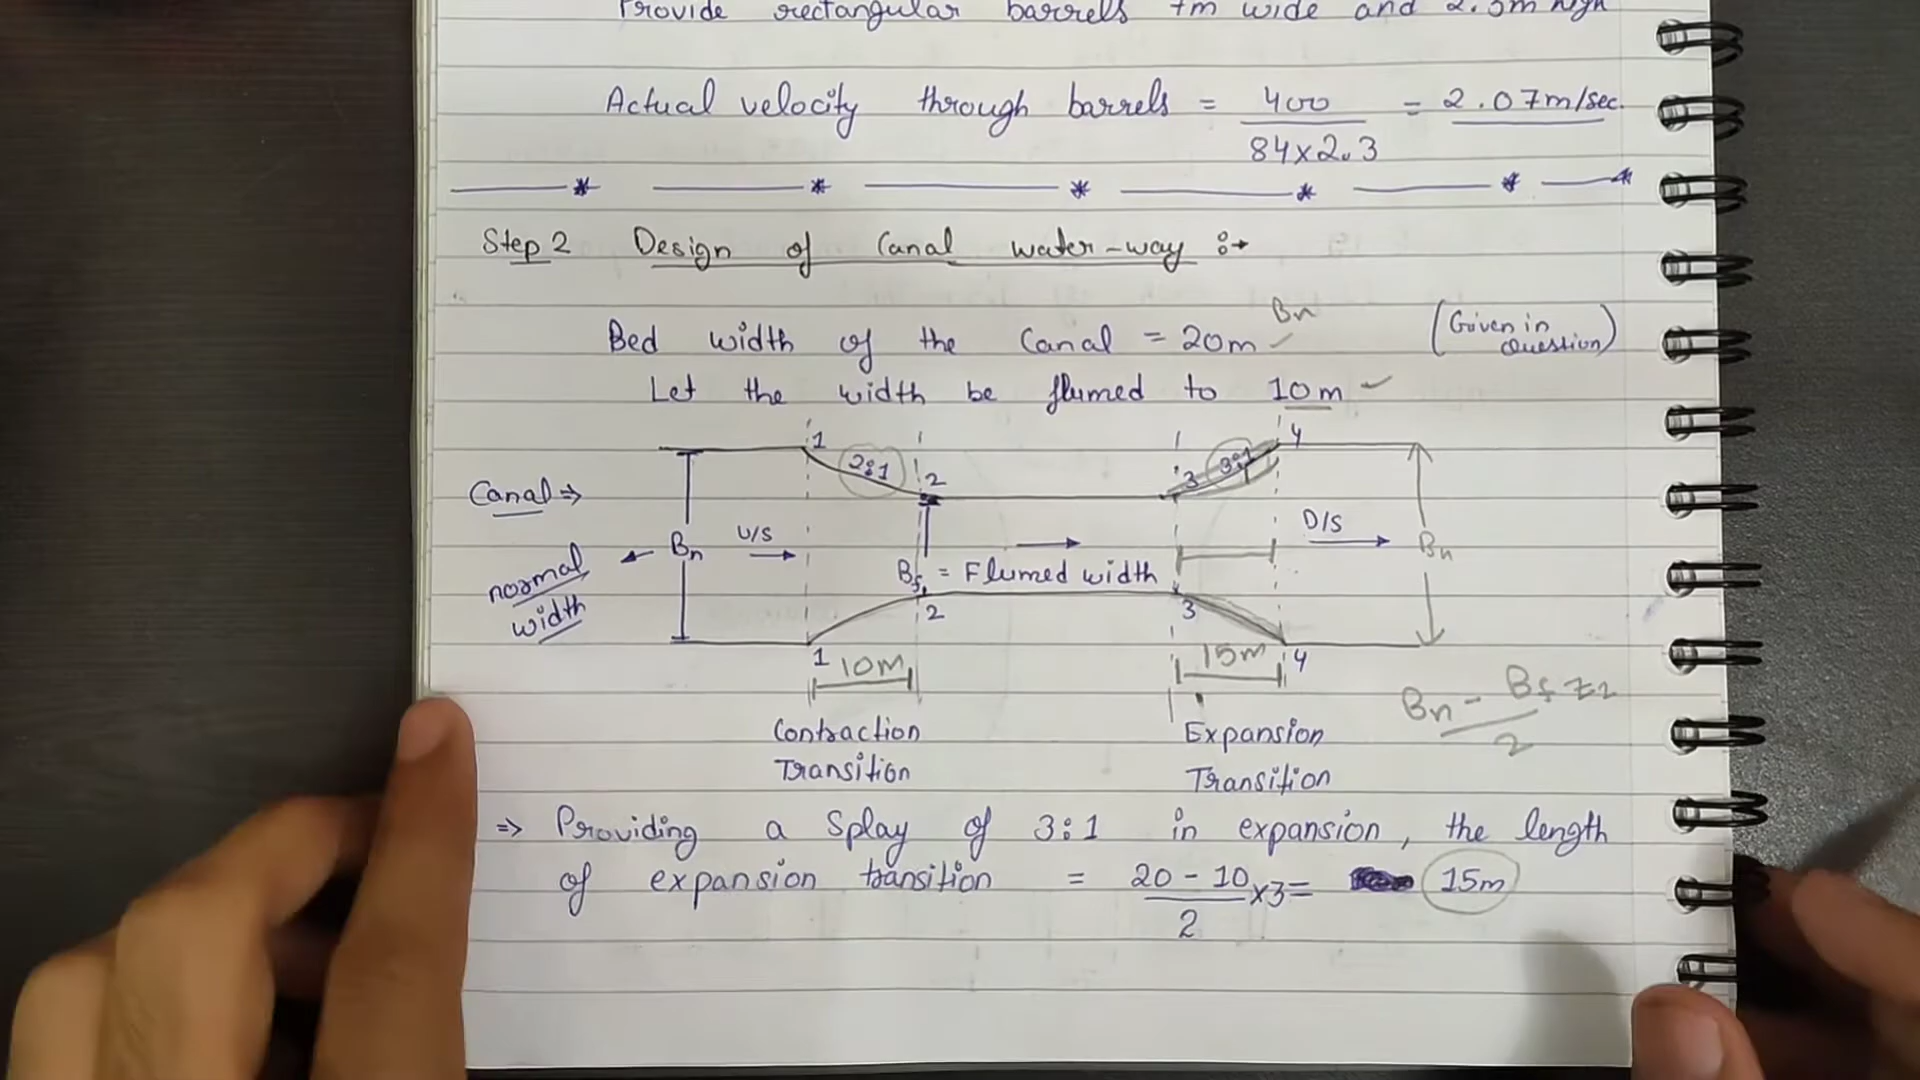 Provide rectangular barrels 7m wide and 2.3m high
Actual velocity through barrels = 400 / 84x2.3 = 2.07m/sec.
Step 2 Design of Canal water-way :→
Bn
Bed width of the Canal = 20m ✓ (Given in Question)
Let the width be flumed to 10m ✓
1 2:1 2 3 3:1 4
Canal ⇒
normal width ← Bn U/S → Bf = Flumed width D/S → Bn
1 2 3 4
10m 15m
Bn - Bf / 2
Contraction Transition
Expansion Transition
⇒ Providing a Splay of 3:1 in expansion, the length
of expansion transition = 20 - 10 / 2 x3 = 15m